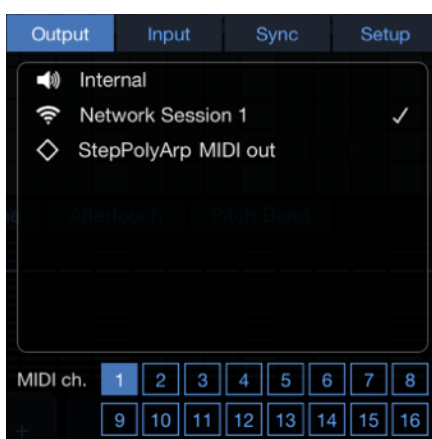 Output Input Sync Setup
Internal
Network Session 1
StepPolyArp MIDI out
Aftertouch Pitch Bend
MIDI ch. 1 2 3 4 5 6 7 8
9 10 11 12 13 14 15 16